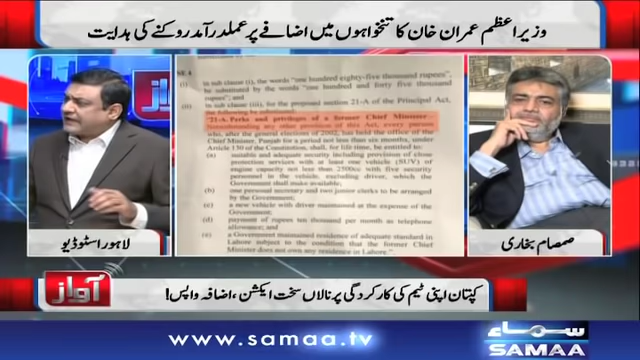 وزیراعظم عمران خان کا تنخواہوں میں اضافے پر عملدرآمد روکنے کی ہدایت
آواز
in sub clause (i), the words "one hundred eighty-five thousand rupees",
be substituted by the words "one hundred and forty five thousand
rupees"; and
(ii) in sub clause (iii), for the proposed section 21-A of the Principal Act,
the following be substituted:
"21-A Perks and privileges of a former Chief Minister
Notwithstanding any other provisions of this Act, every person
who, after the general elections of 2002, has held the office of the
Chief Minister, Punjab for a period not less than six months, under
Article 130 of the Constitution, shall, for life time, be entitled to:
(a) suitable and adequate security including provision of close
protection services with at least one vehicle (SUV) of
engine capacity not less than 2500cc with five security
personnel in the vehicle, excluding driver, which the
Government shall make available;
(b) one personal secretary and two junior clerks to be arranged
by the Government;
(c) a new vehicle with driver maintained at the expense of the
Government;
(d) payment of rupees ten thousand per month as telephone
allowance; and
(e) a Government maintained residence of adequate standard in
Lahore subject to the condition that the former Chief
Minister does not own any residence in Lahore."
لاہور اسٹوڈیو
صمصام بخاری
آواز
کپتان اپنی ٹیم کی کارکردگی پر نالاں سخت ایکشن، اضافہ واپس!
www.samaa.tv
سماء
SAMAA